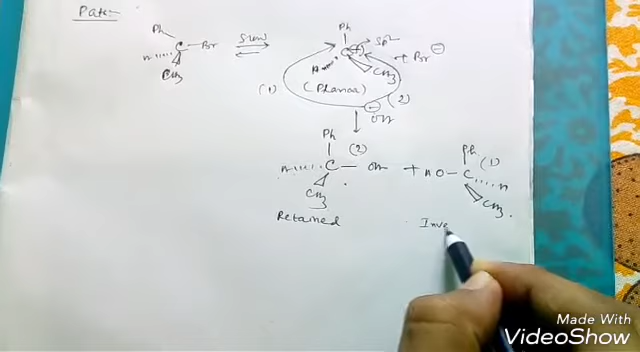 Path
Ph
C
Br
CH3
slow
Ph
C
⊕
sp2
+ Br⊖
CH3
(Planar)
(1)
(2)
⊖
OH
Ph
(2)
H
C
OH
CH3
Retained
+
Ph
(1)
HO
C
H
CH3
Inve
Made With
VideoShow